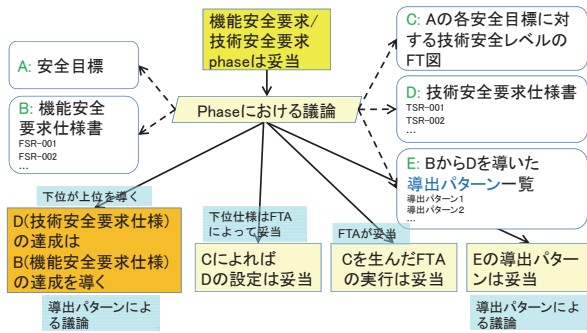 機能安全要求/
技術安全要求
phaseは妥当
A: 安全目標
B: 機能安全
要求仕様書
FSR-001
FSR-002
...
C: Aの各安全目標に対
する技術安全レベルの
FT図
D: 技術安全要求仕様書
TSR-001
TSR-002
...
E: BからDを導いた
導出パターン一覧
導出パターン1
導出パターン2
...
Phaseにおける議論
下位が上位を導く
D(技術安全要求仕様)
の達成は
B(機能安全要求仕様)
の達成を導く
導出パターンによ
る議論
下位仕様はFTA
によって妥当
Cによれば
Dの設定は妥当
FTAが妥当
Cを生んだFTA
の実行は妥当
Eの導出パター
ンは妥当
導出パターンによ
る議論